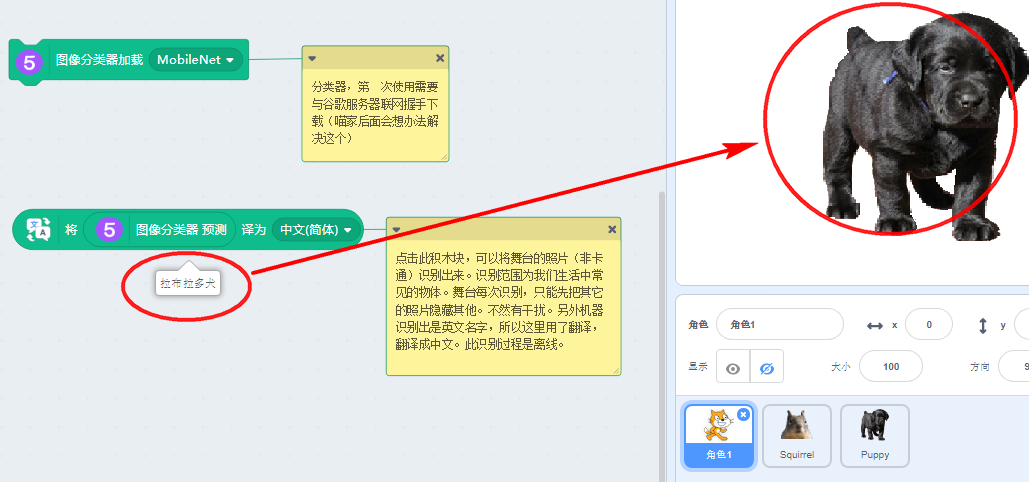 5 图像分类器加载 MobileNet
分类器，第 次使用需要
与谷歌服务器联网握手下
载（喵家后面会想办法解
决这个）
将 5 图像分类器 预测 译为 中文(简体)
拉布拉多犬
点击此积木块，可以将舞台的照片（非卡
通）识别出来。识别范围为我们生活中常
见的物体。舞台每次识别，只能先把其它
的照片隐藏其他。不然有干扰。另外机器
识别出是英文名字，所以这里用了翻译，
翻译成中文。此识别过程是离线。
角色 角色1 x 0 y
显示 大小 100 方向 9
角色1
Squirrel
Puppy